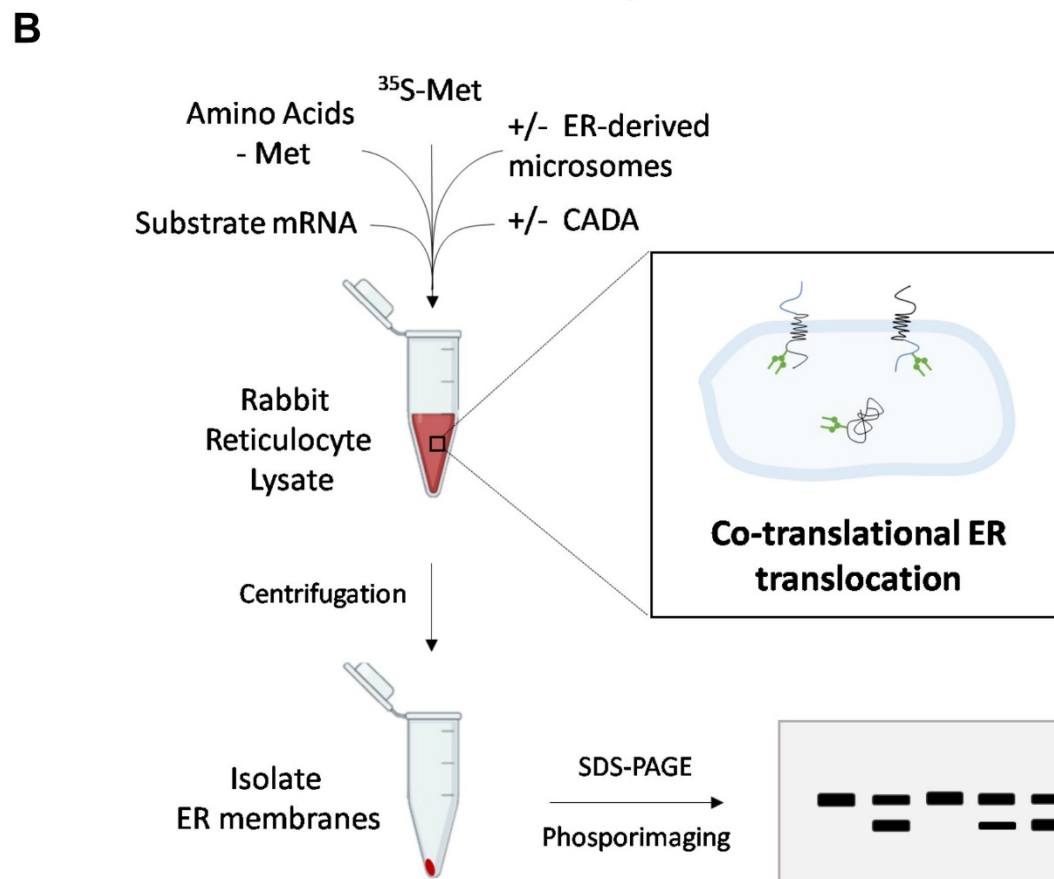 B
³⁵S-Met
Amino Acids
- Met
+/- ER-derived
microsomes
Substrate mRNA
+/- CADA
Rabbit
Reticulocyte
Lysate
Co-translational ER
translocation
Centrifugation
Isolate
ER membranes
SDS-PAGE
Phosporimaging